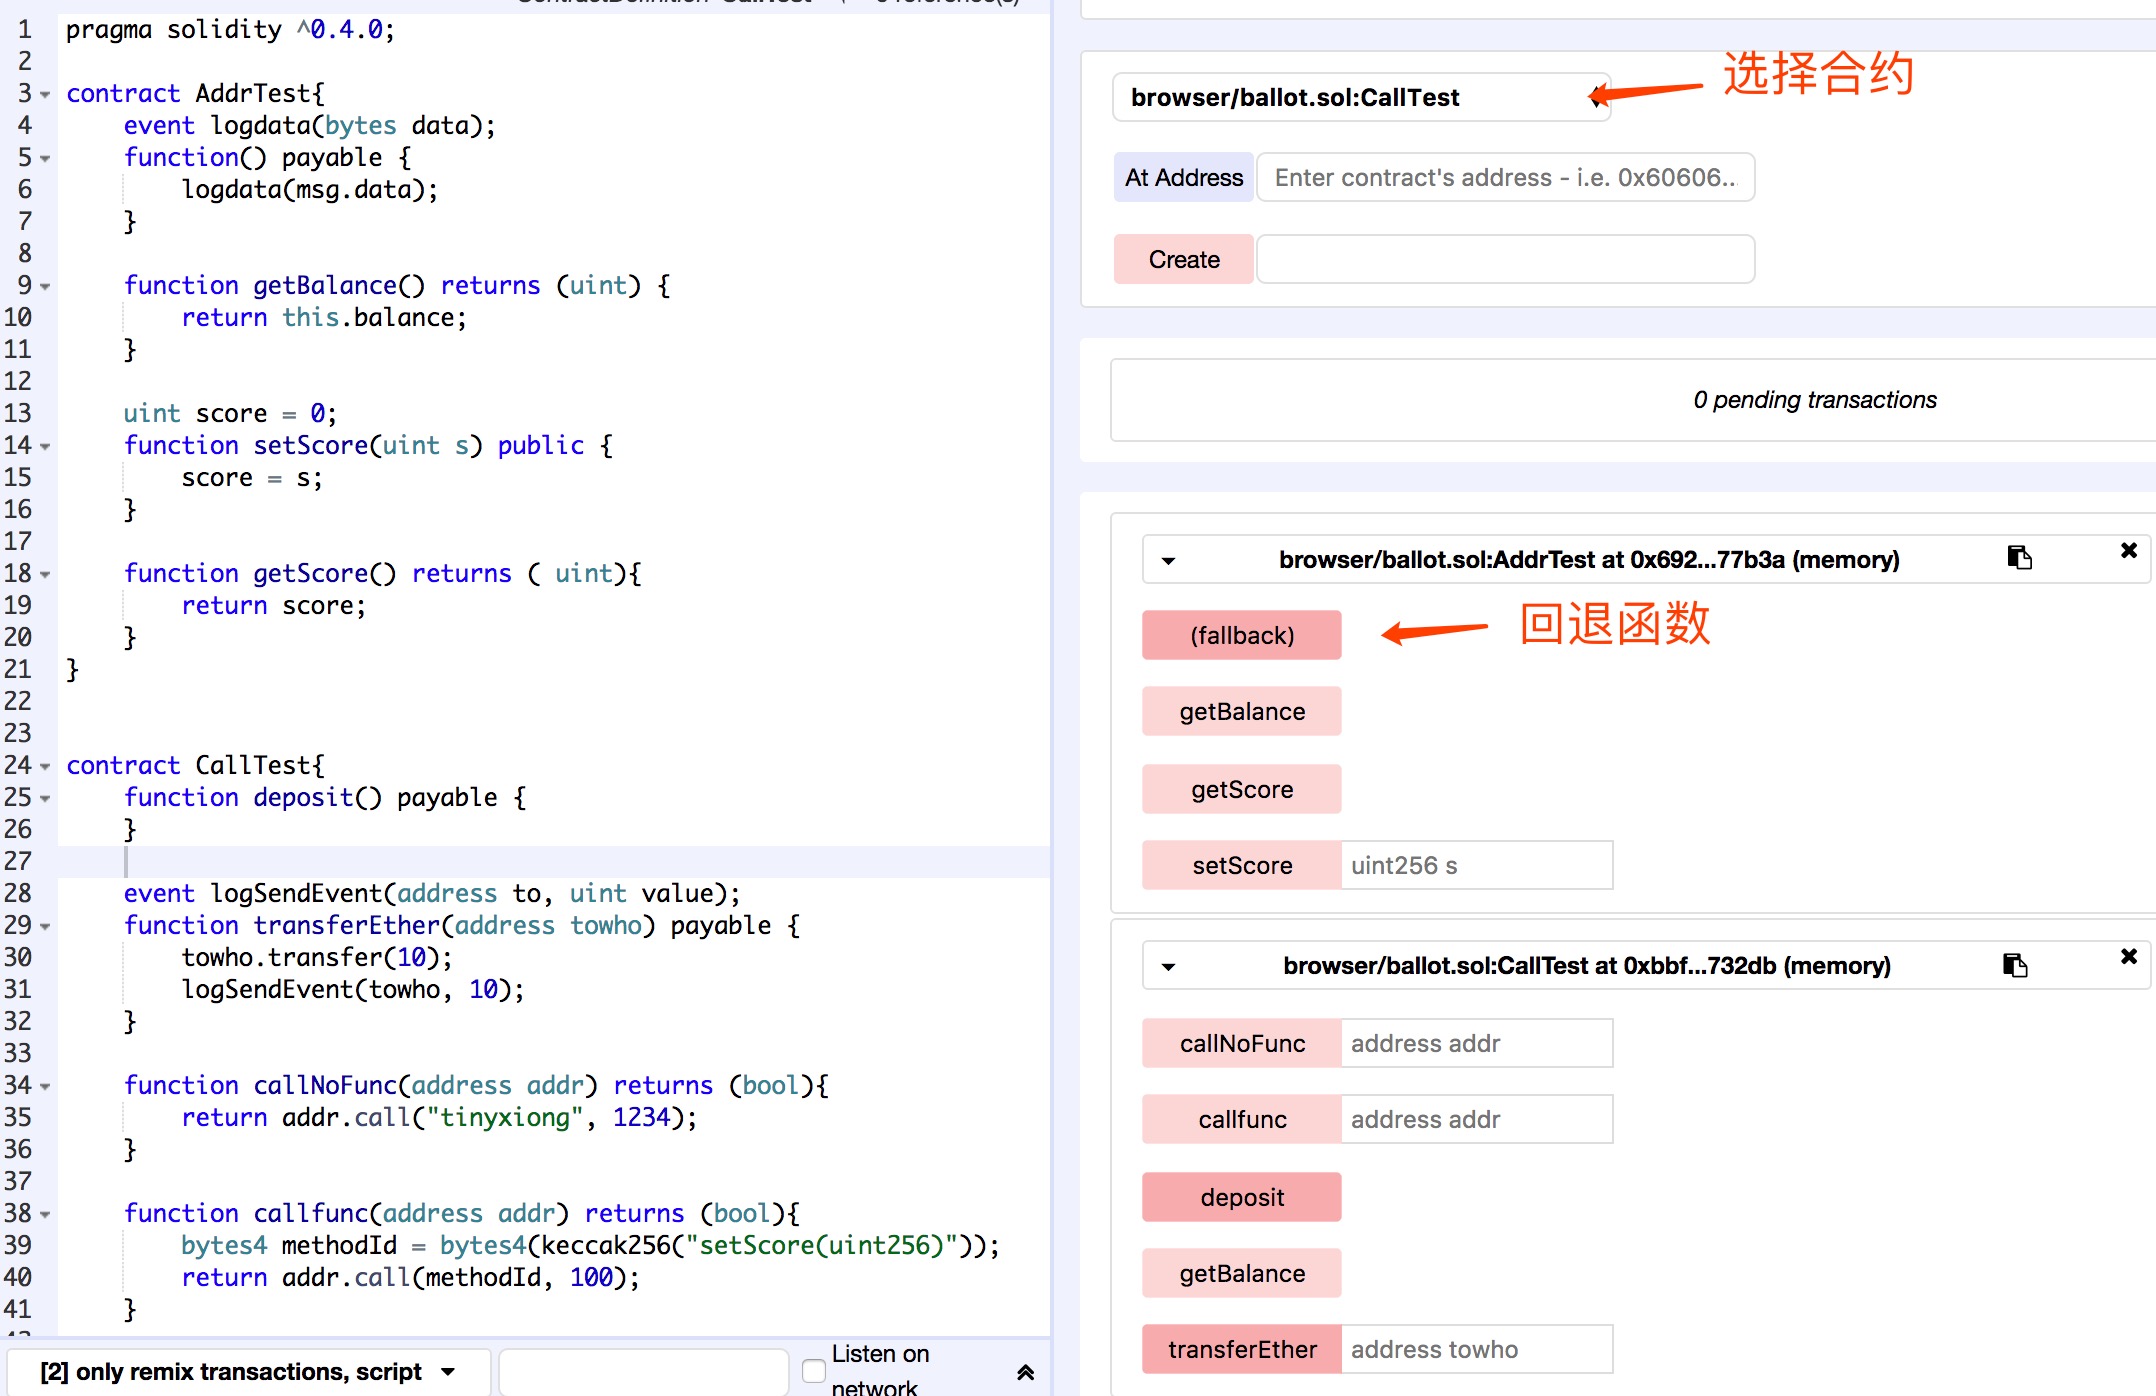 ContractDefinition CallTest
1 pragma solidity ^0.4.0;
2
3 contract AddrTest{
4 event logdata(bytes data);
5 function() payable {
6 logdata(msg.data);
7 }
8
9 function getBalance() returns (uint) {
10 return this.balance;
11 }
12
13 uint score = 0;
14 function setScore(uint s) public {
15 score = s;
16 }
17
18 function getScore() returns ( uint){
19 return score;
20 }
21 }
22
23
24 contract CallTest{
25 function deposit() payable {
26 }
27
28 event logSendEvent(address to, uint value);
29 function transferEther(address towho) payable {
30 towho.transfer(10);
31 logSendEvent(towho, 10);
32 }
33
34 function callNoFunc(address addr) returns (bool){
35 return addr.call("tinyxiong", 1234);
36 }
37
38 function callfunc(address addr) returns (bool){
39 bytes4 methodId = bytes4(keccak256("setScore(uint256)"));
40 return addr.call(methodId, 100);
41 }
[2] only remix transactions, script
Listen on
network
browser/ballot.sol:CallTest
选择合约
At Address
Enter contract's address - i.e. 0x60606...
Create
0 pending transactions
browser/ballot.sol:AddrTest at 0x692...77b3a (memory)
(fallback)
回退函数
getBalance
getScore
setScore uint256 s
browser/ballot.sol:CallTest at 0xbbf...732db (memory)
callNoFunc address addr
callfunc address addr
deposit
getBalance
transferEther address towho